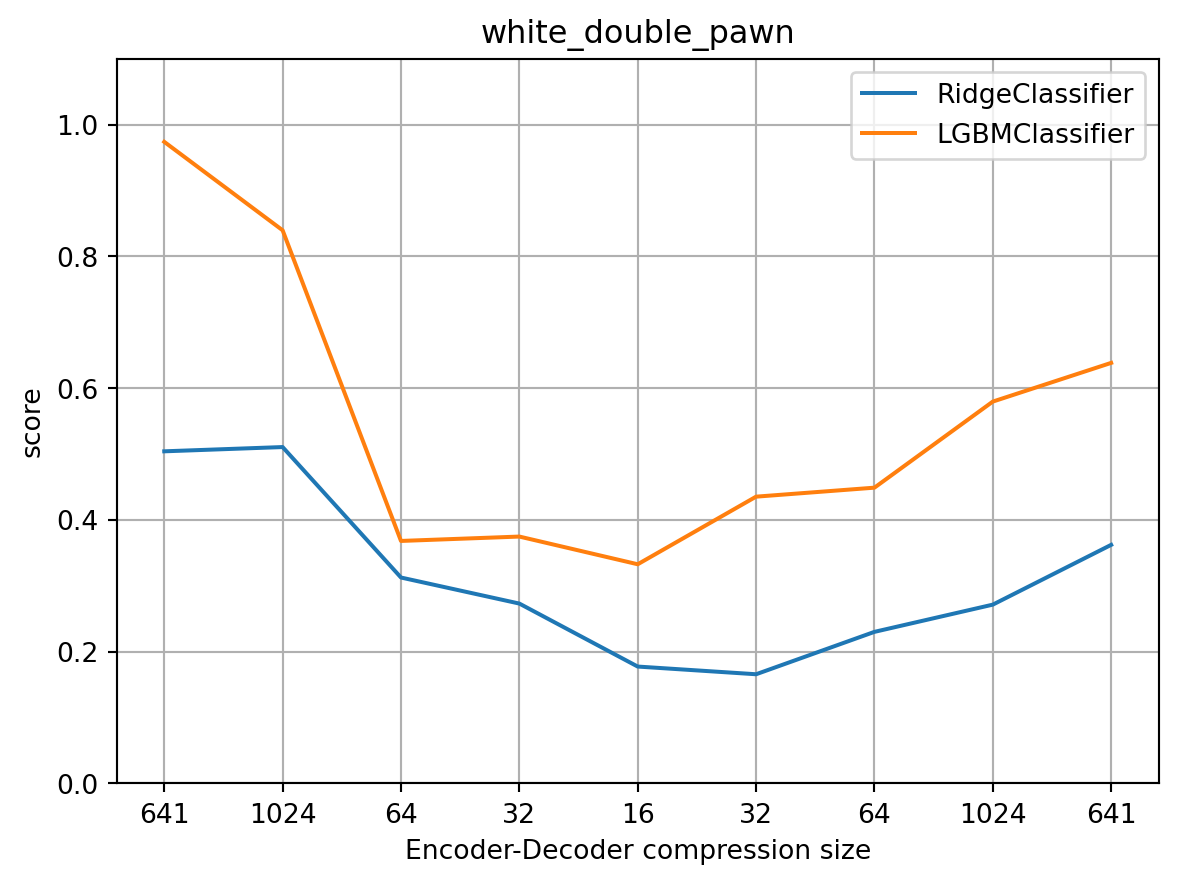 white_double_pawn
RidgeClassifier
LGBMClassifier
1.0
0.8
0.6
0.4
0.2
0.0
score
641 1024 64 32 16 32 64 1024 641
Encoder-Decoder compression size